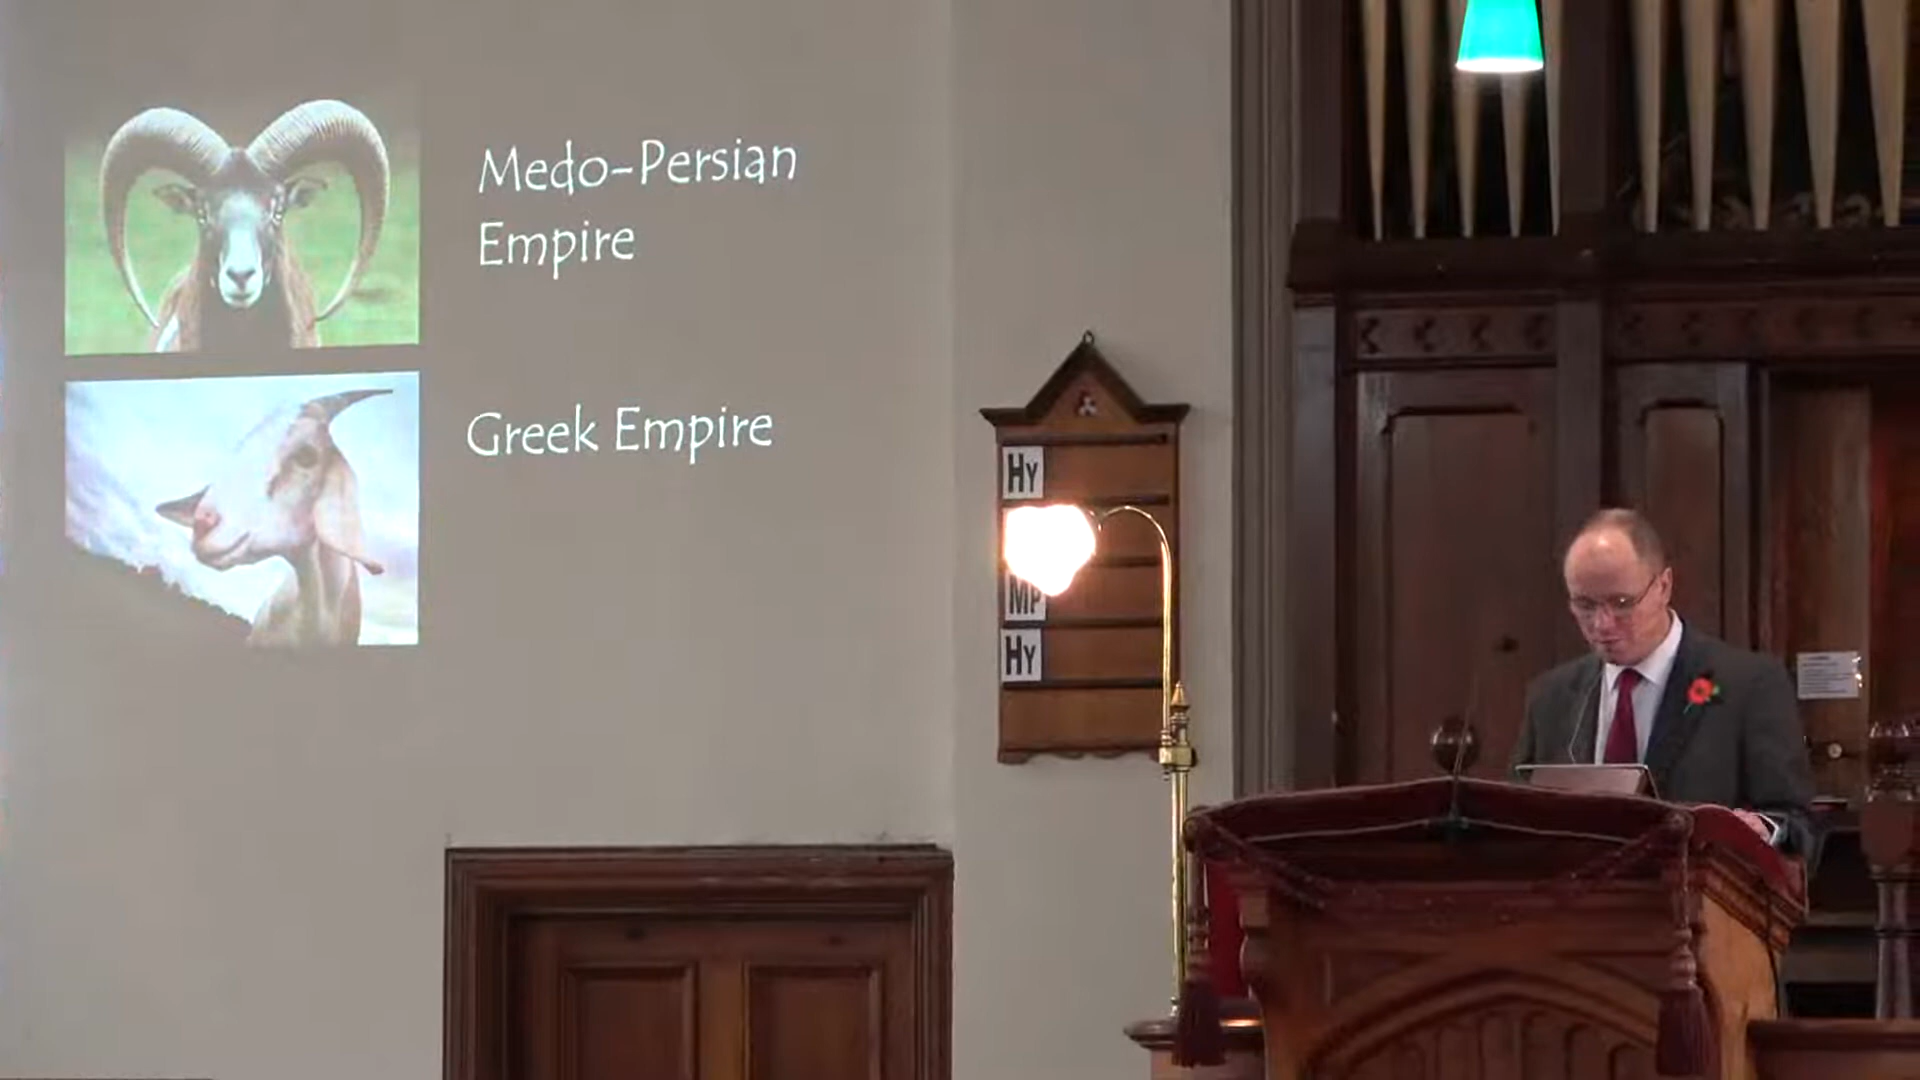 Medo-Persian
Empire
Greek Empire
Hy
MP
Hy